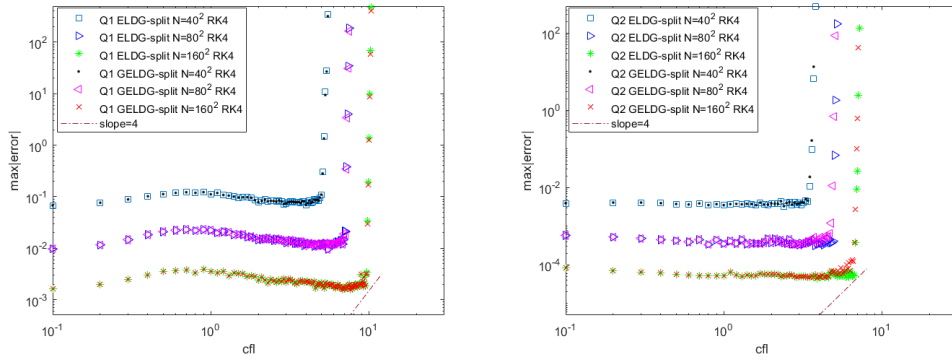 Q1 ELDG-split N=40² RK4
Q1 ELDG-split N=80² RK4
Q1 ELDG-split N=160² RK4
Q1 GELDG-split N=40² RK4
Q1 GELDG-split N=80² RK4
Q1 GELDG-split N=160² RK4
slope=4
10²
10¹
10⁰
10⁻¹
10⁻²
10⁻³
max|error|
10⁻¹
10⁰
10¹
cfl
Q2 ELDG-split N=40² RK4
Q2 ELDG-split N=80² RK4
Q2 ELDG-split N=160² RK4
Q2 GELDG-split N=40² RK4
Q2 GELDG-split N=80² RK4
Q2 GELDG-split N=160² RK4
slope=4
10²
10⁰
10⁻²
10⁻⁴
max|error|
10⁻¹
10⁰
10¹
cfl